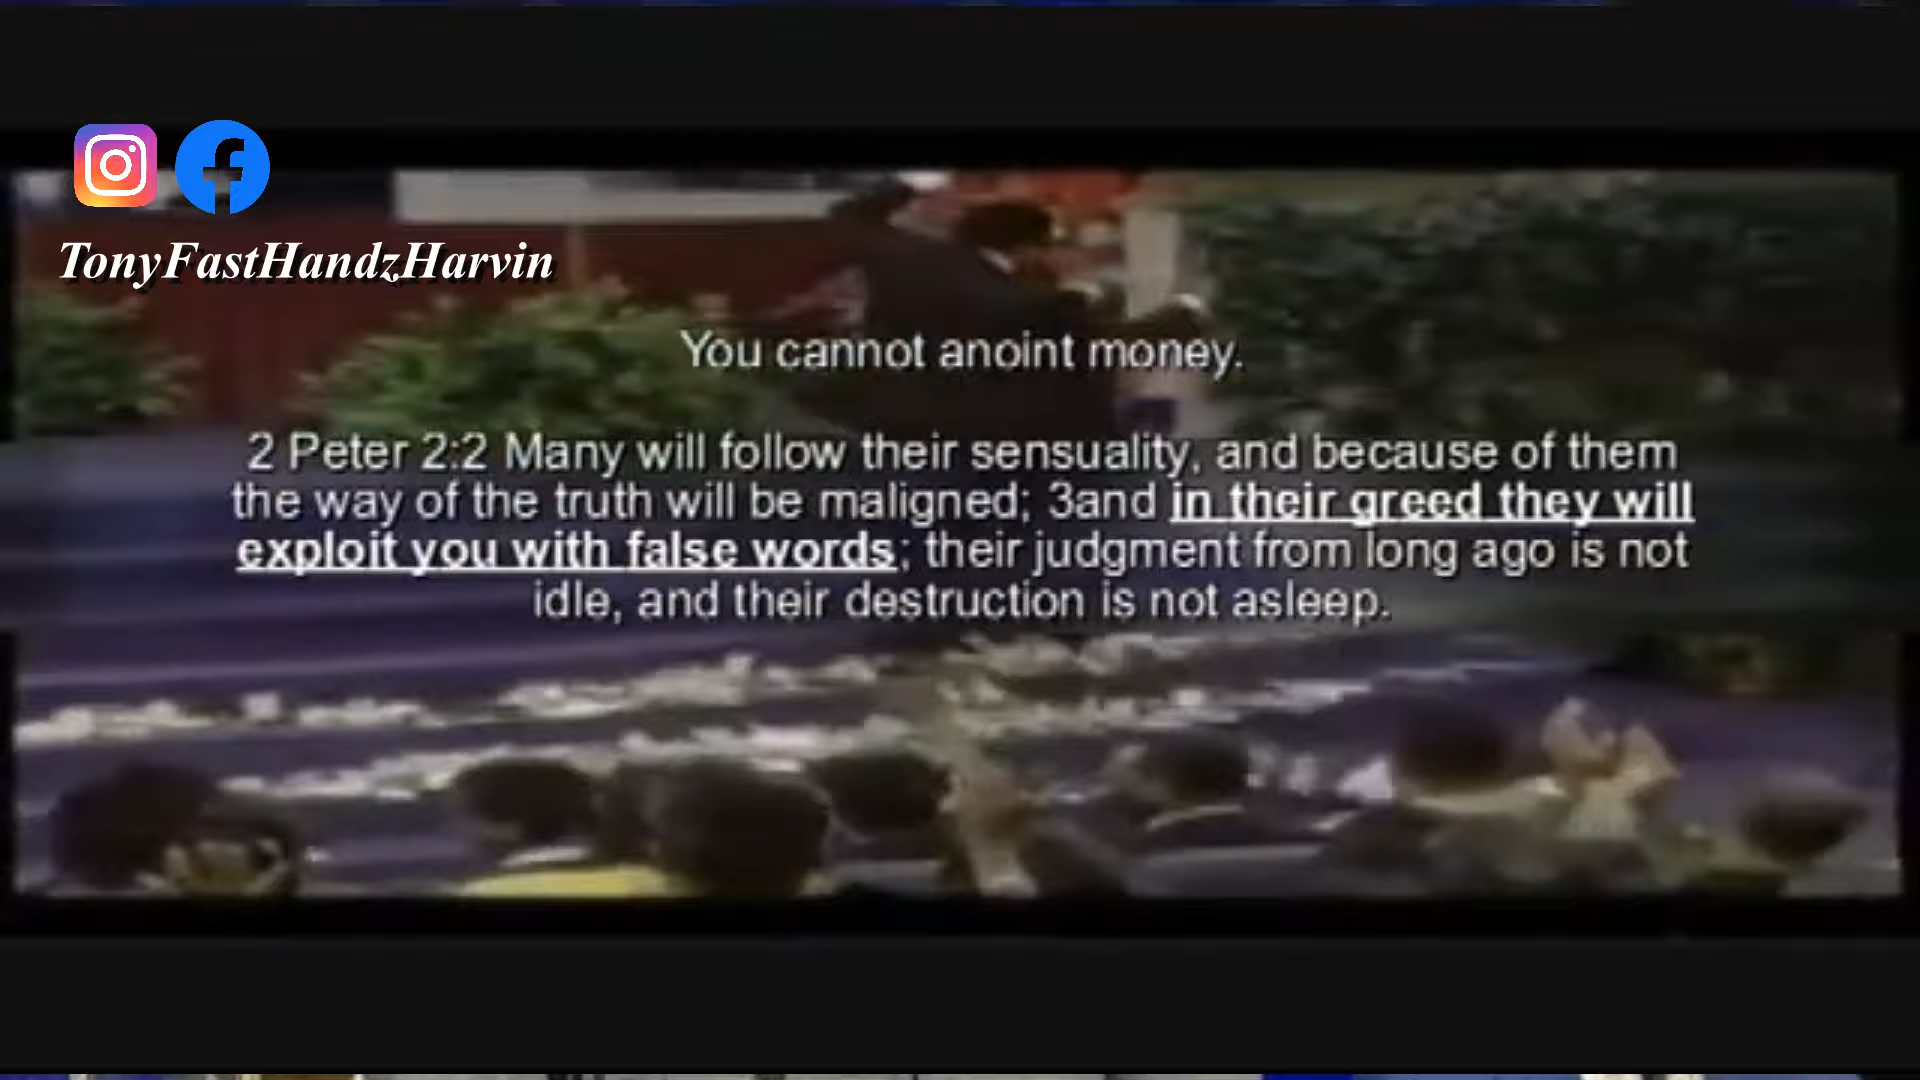 TonyFastHandzHarvin
You cannot anoint money.
2 Peter 2:2 Many will follow their sensuality, and because of them
the way of the truth will be maligned; 3and in their greed they will
exploit you with false words; their judgment from long ago is not
idle, and their destruction is not asleep.